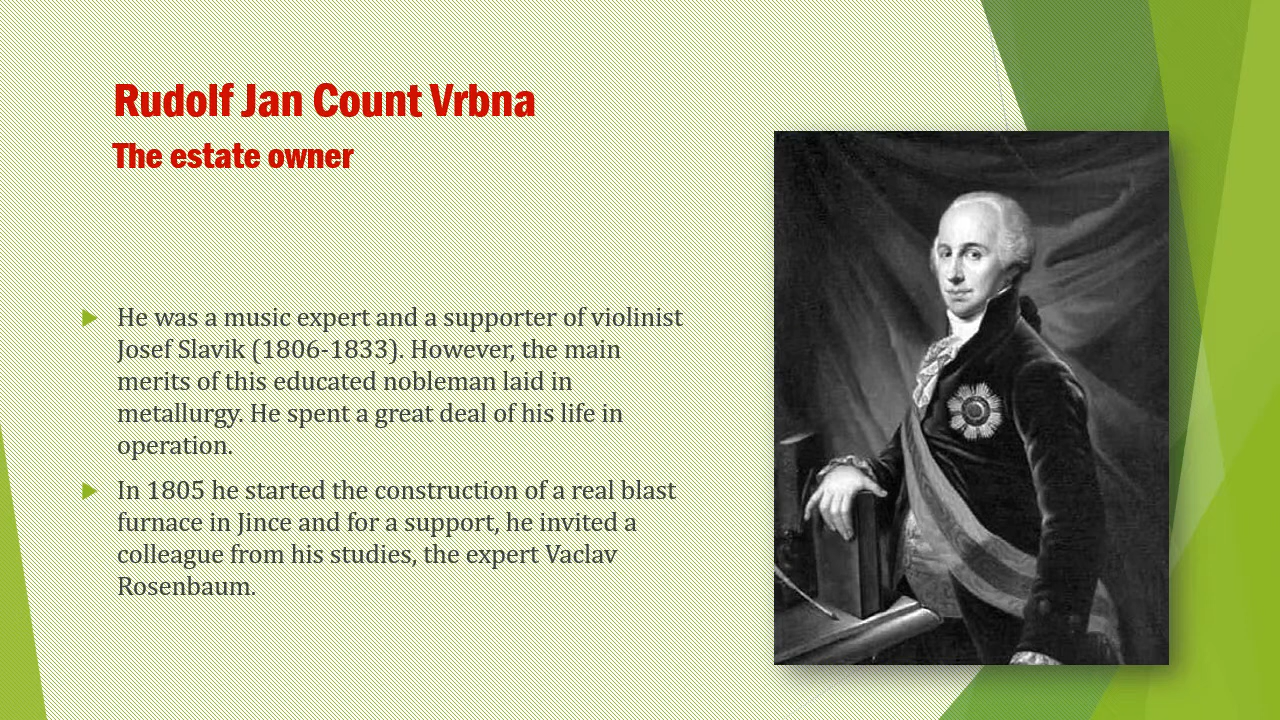 Rudolf Jan Count Vrbna
The estate owner
He was a music expert and a supporter of violinist
Josef Slavik (1806-1833). However, the main
merits of this educated nobleman laid in
metallurgy. He spent a great deal of his life in
operation.
In 1805 he started the construction of a real blast
furnace in Jince and for a support, he invited a
colleague from his studies, the expert Vaclav
Rosenbaum.